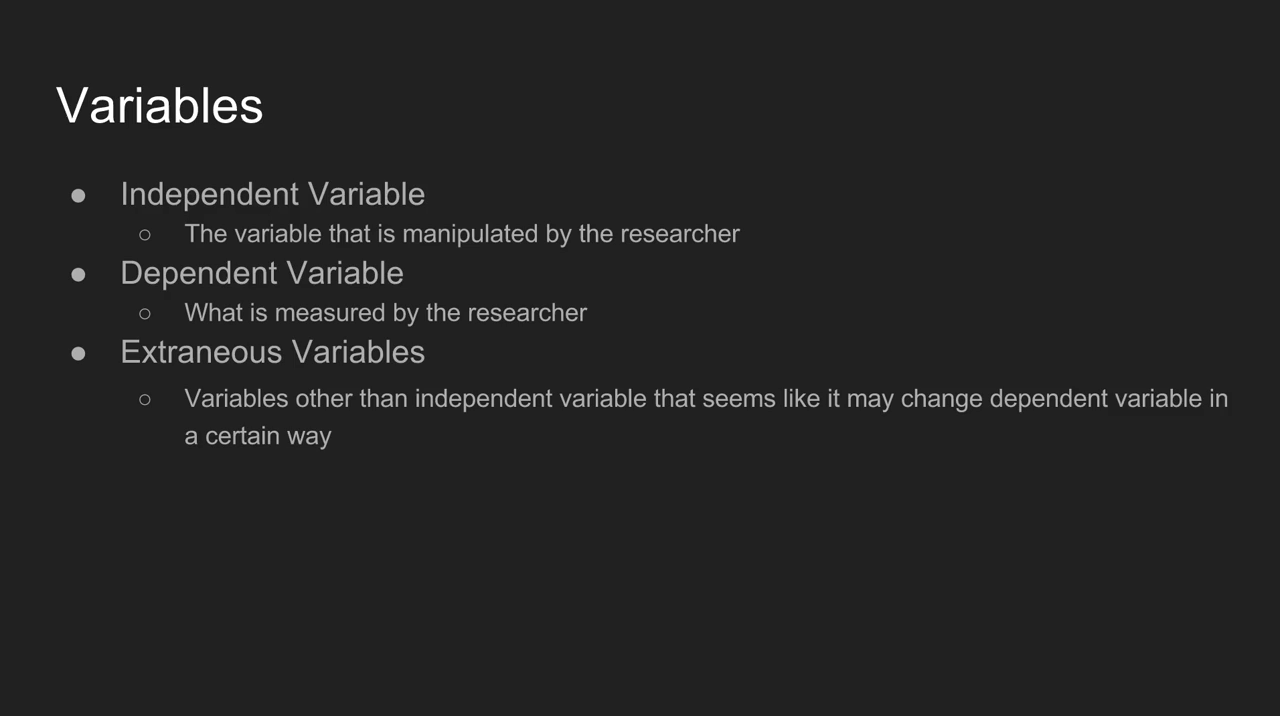 Variables
● Independent Variable
○ The variable that is manipulated by the researcher
● Dependent Variable
○ What is measured by the researcher
● Extraneous Variables
○ Variables other than independent variable that seems like it may change dependent variable in
a certain way